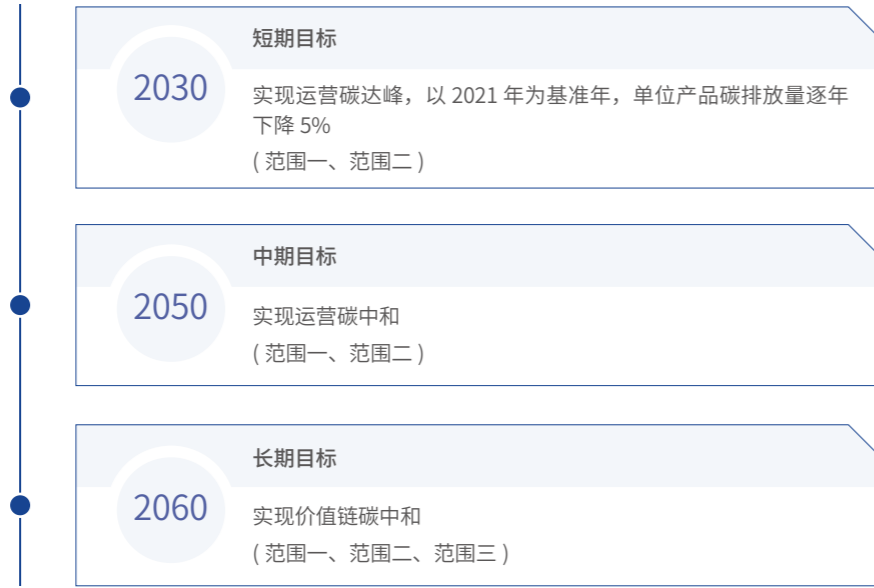 短期目标
2030
实现运营碳达峰，以 2021 年为基准年，单位产品碳排放量逐年
下降 5%
( 范围一、范围二 )
中期目标
2050
实现运营碳中和
( 范围一、范围二 )
长期目标
2060
实现价值链碳中和
( 范围一、范围二、范围三 )